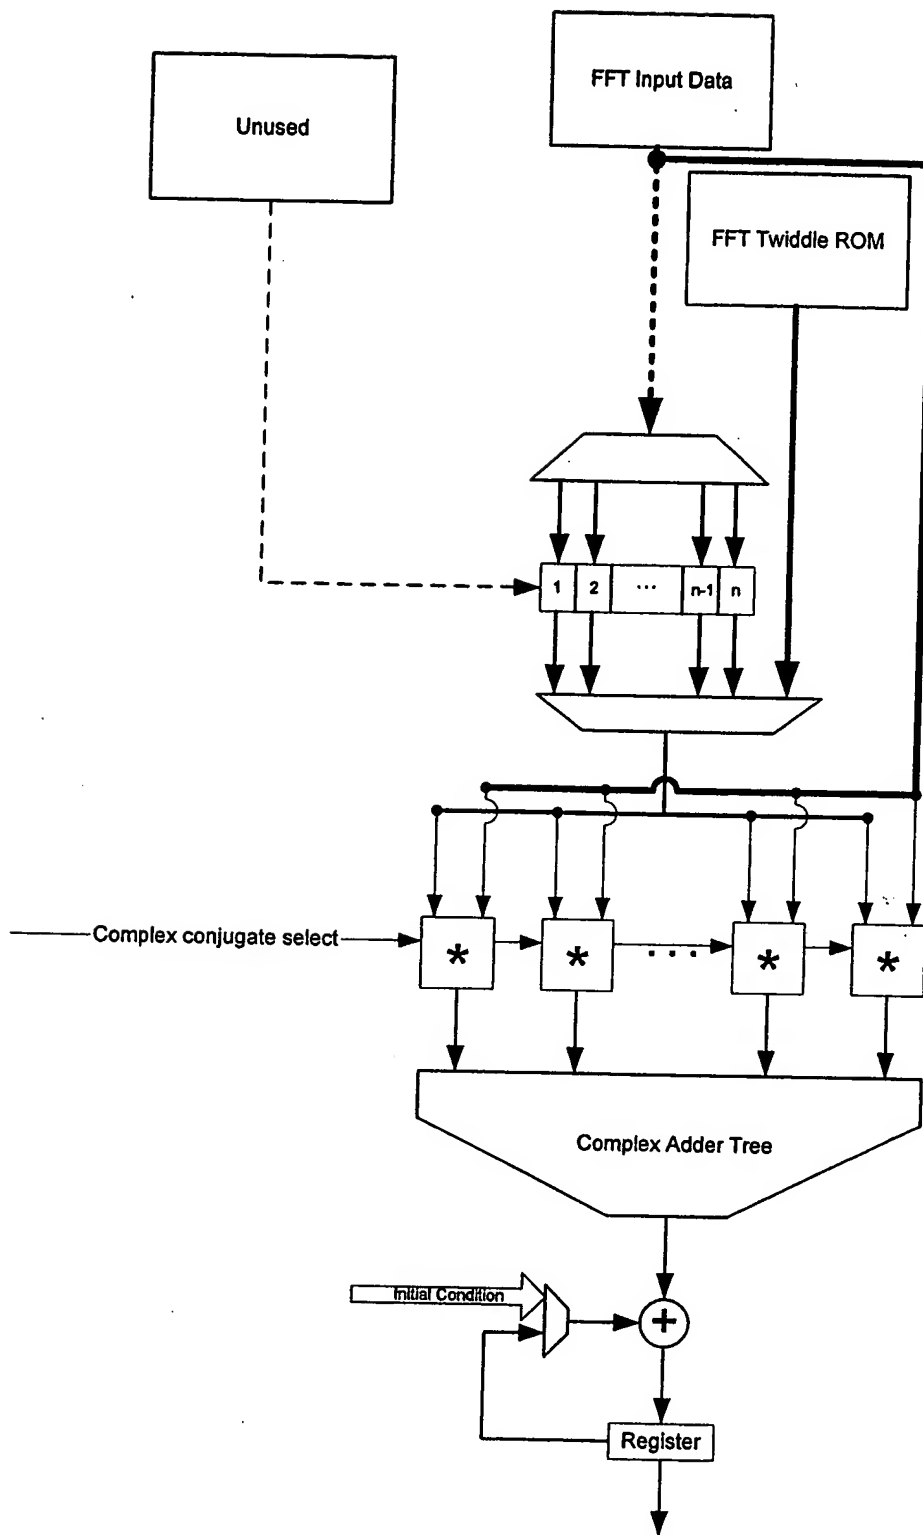 FFT Input Data
Unused
FFT Twiddle ROM
1 2 ... n-1 n
Complex conjugate select
* * ... * *
Complex Adder Tree
Initial Condition
+
Register